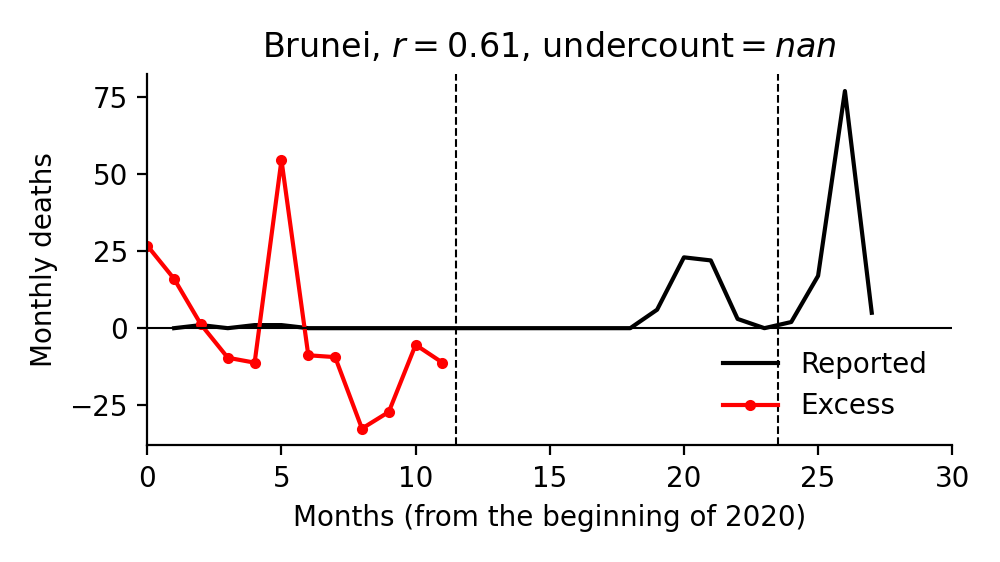 Brunei, r = 0.61, undercount = nan
75
50
25
0
−25
Monthly deaths
Reported
Excess
0 5 10 15 20 25 30
Months (from the beginning of 2020)